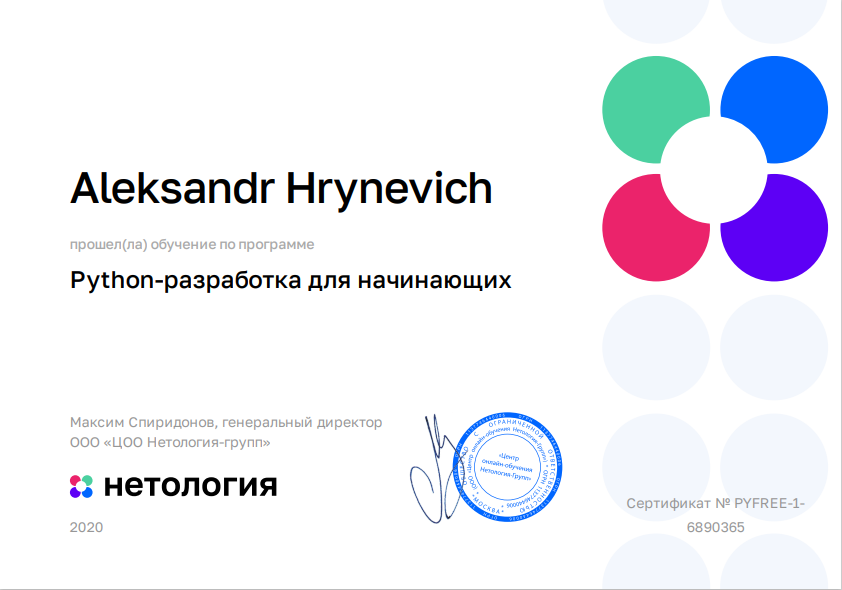 Aleksandr Hrynevich
прошел(ла) обучение по программе
Python-разработка для начинающих
Максим Спиридонов, генеральный директор
ООО «ЦОО Нетология-групп»
нетология
2020
«Центр
онлайн-обучения
Нетология-Групп»
ОГРАНИЧЕННОЙ ОТВЕТСТВЕННОСТЬЮ
МОСКВА
Сертификат № PYFREE-1-
6890365